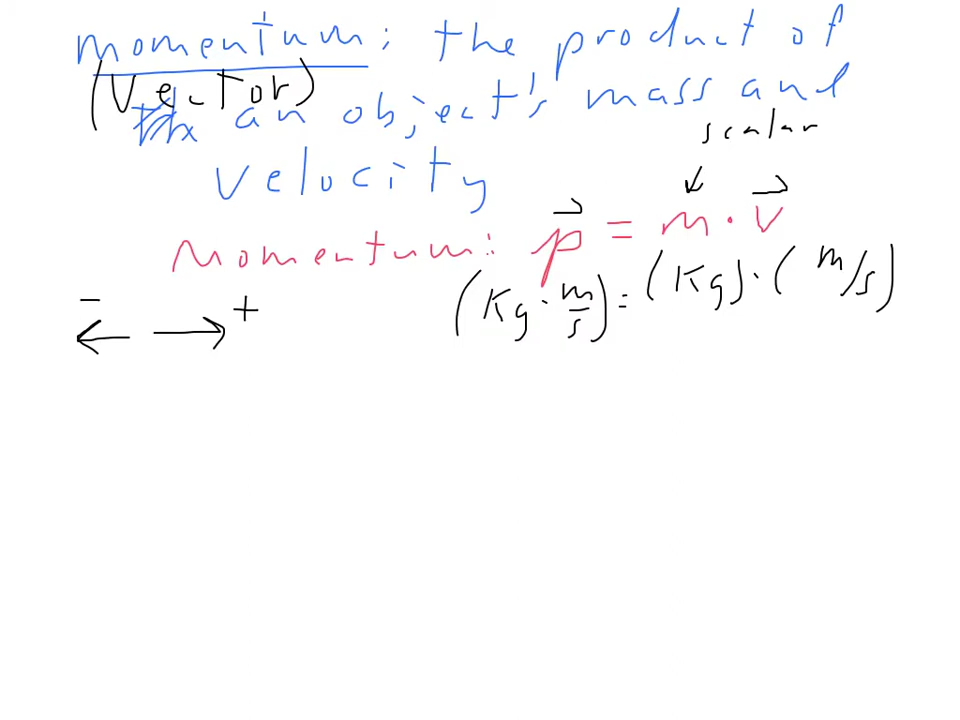 momentum: the product of
(Vector)
an object's mass and
scalar
velocity
Momentum: p⃗ = m · v⃗
(Kg · m/s) = (Kg) · (m/s)
- +